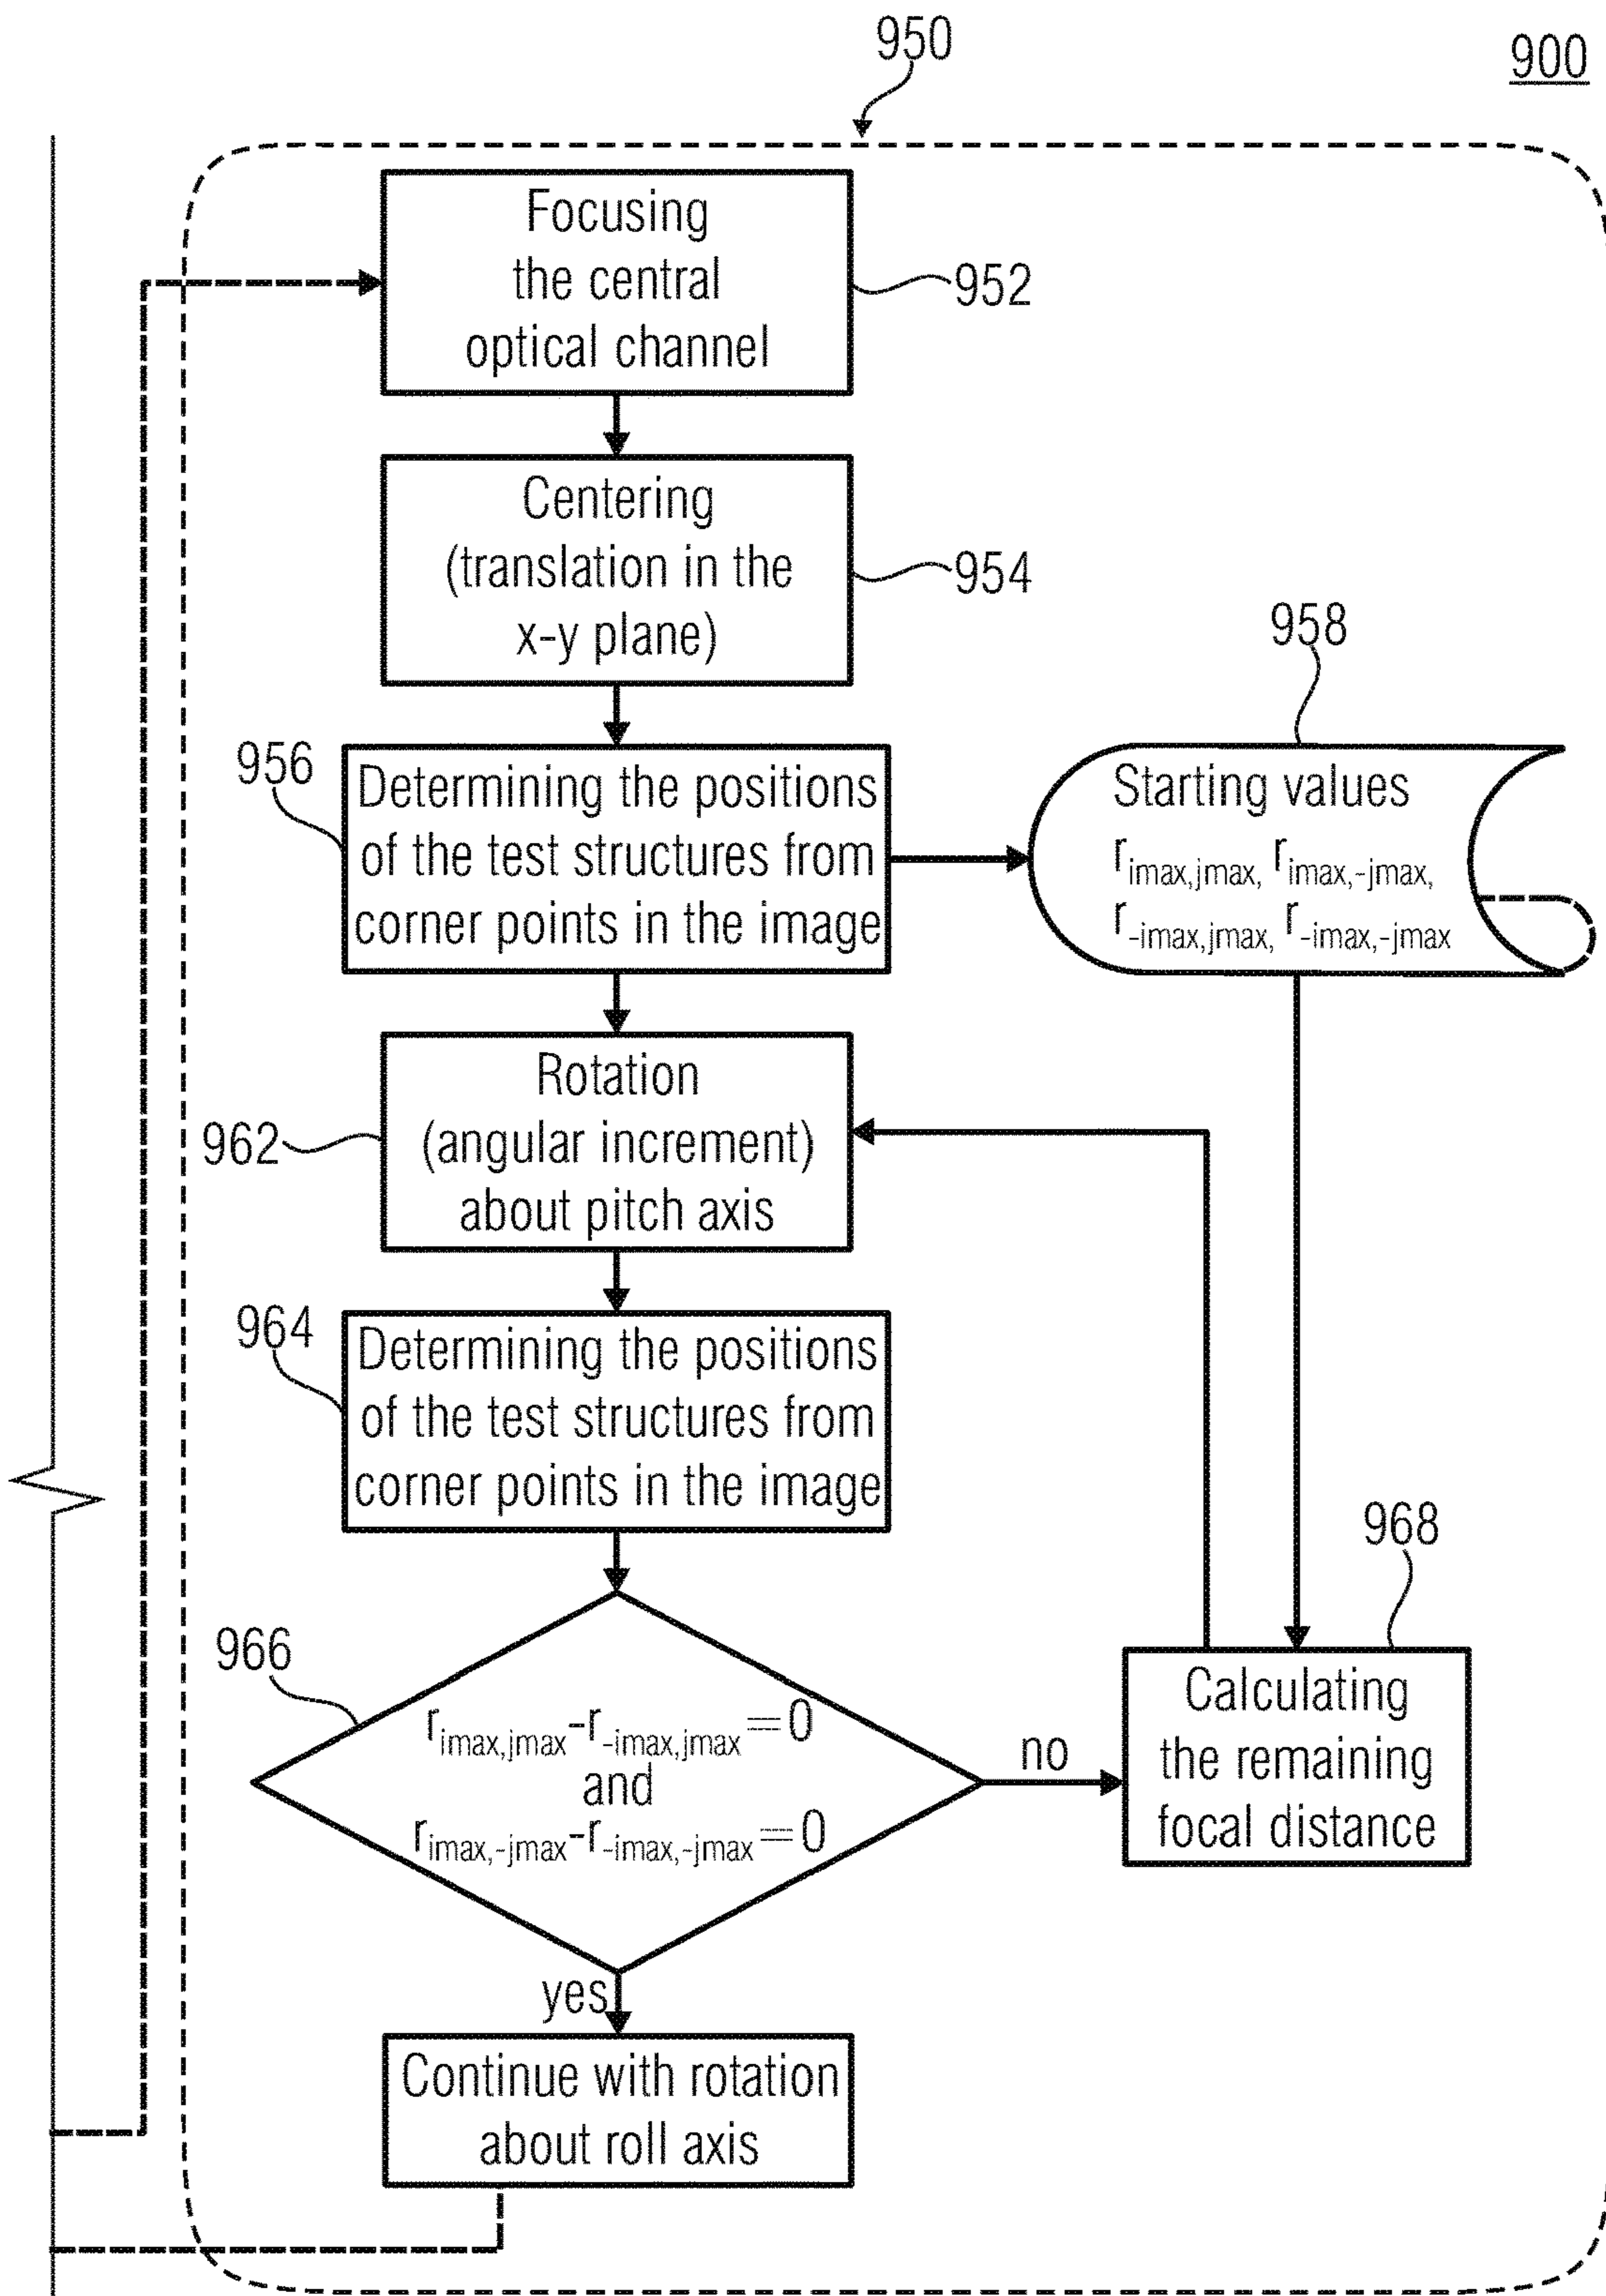 950
900
Focusing
the central
optical channel
952
Centering
(translation in the
x-y plane)
954
956
Determining the positions
of the test structures from
corner points in the image
958
Starting values
rimax,jmax, rimax,-jmax,
r-imax,jmax, r-imax,-jmax
962
Rotation
(angular increment)
about pitch axis
964
Determining the positions
of the test structures from
corner points in the image
966
rimax,jmax-r-imax,jmax=0
and
rimax,-jmax-r-imax,-jmax=0
no
968
Calculating
the remaining
focal distance
yes
Continue with rotation
about roll axis